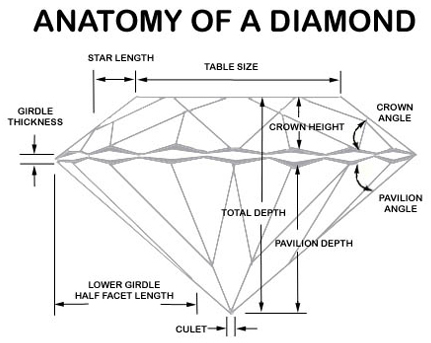 ANATOMY OF A DIAMOND
STAR LENGTH
TABLE SIZE
GIRDLE
THICKNESS
CROWN
ANGLE
CROWN HEIGHT
PAVILION
ANGLE
TOTAL DEPTH
PAVILION DEPTH
LOWER GIRDLE
HALF FACET LENGTH
CULET